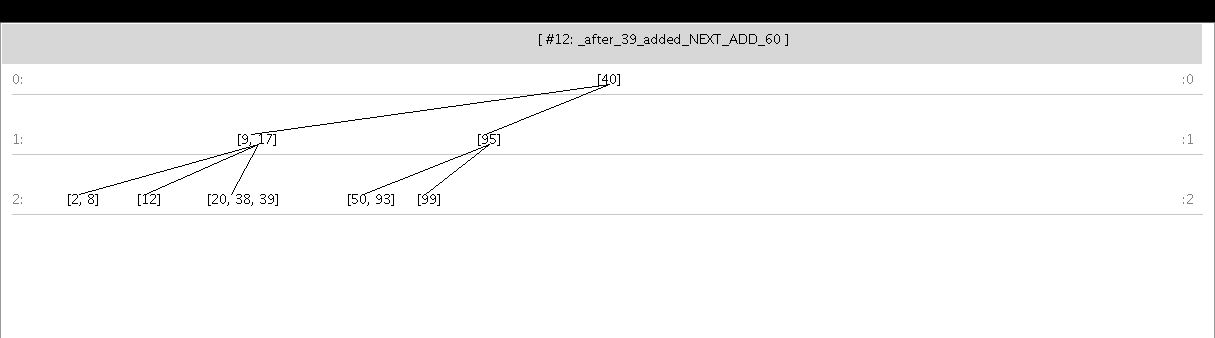 [ #12: _after_39_added_NEXT_ADD_60 ]
0: [40] :0
1: [9, 17] [95] :1
2: [2, 8] [12] [20, 38, 39] [50, 93] [99] :2